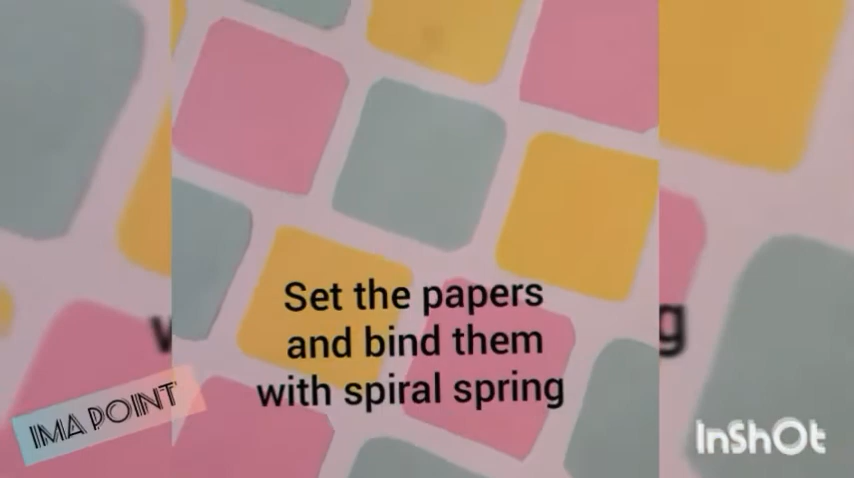 Set the papers
and bind them
with spiral spring
IMA POINT
InShOt